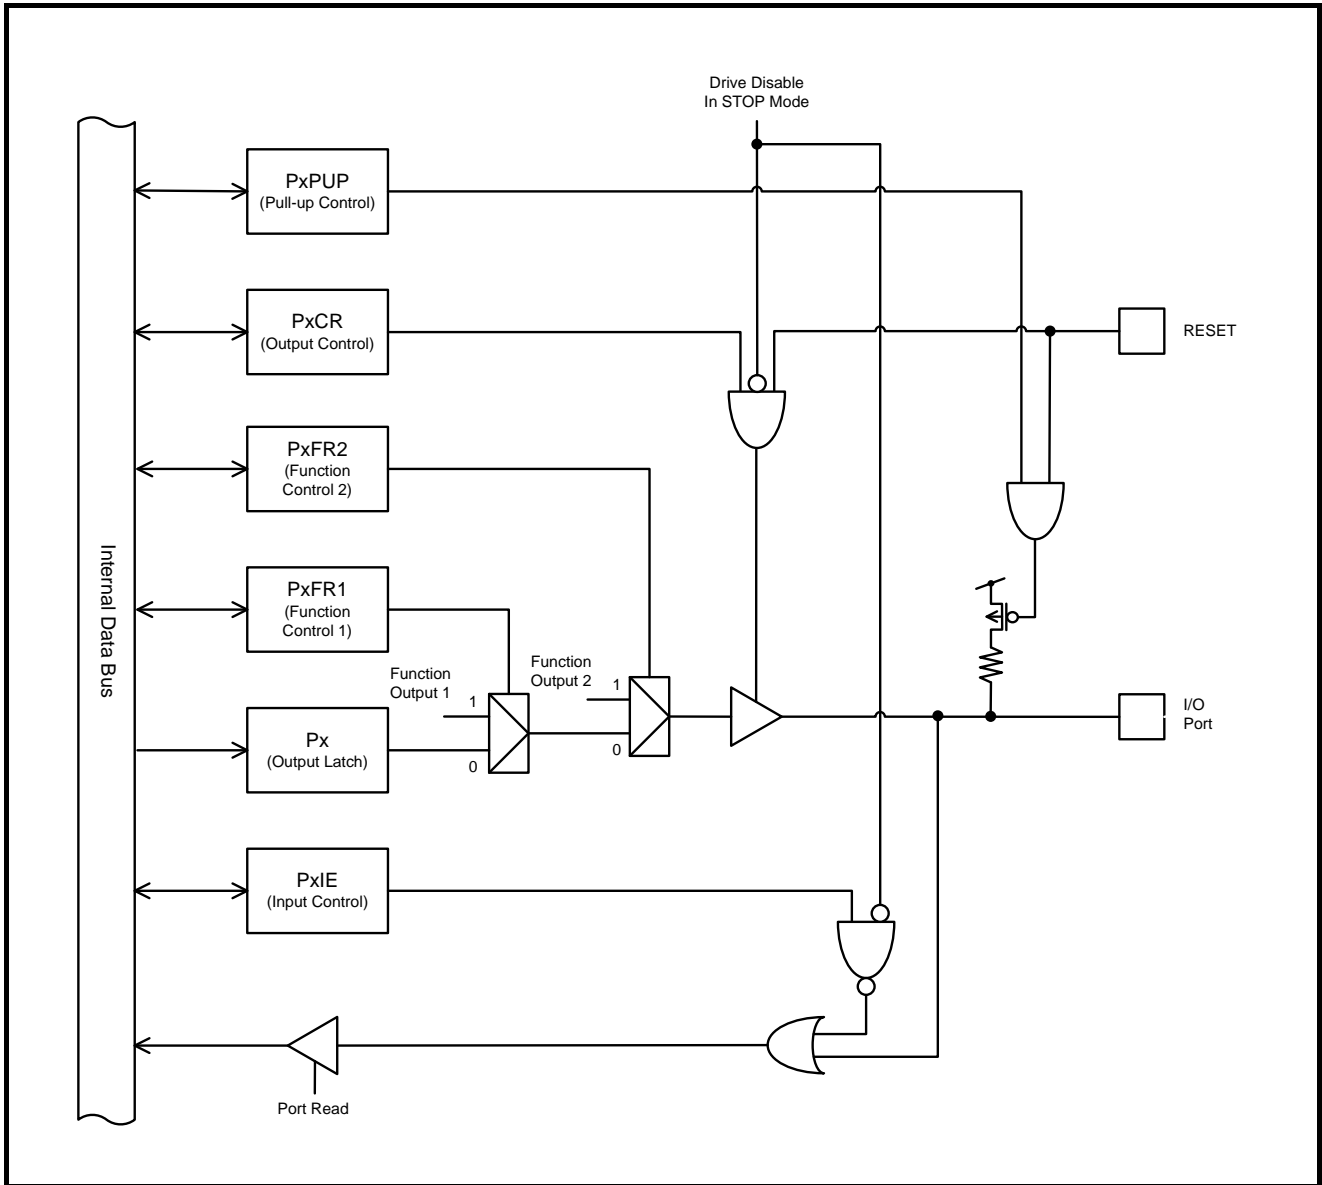 Drive Disable
In STOP Mode
PxPUP
(Pull-up Control)
PxCR
(Output Control)
RESET
PxFR2
(Function
Control 2)
Internal Data Bus
PxFR1
(Function
Control 1)
Function
Output 1
1
0
Function
Output 2
1
0
I/O
Port
Px
(Output Latch)
PxIE
(Input Control)
Port Read